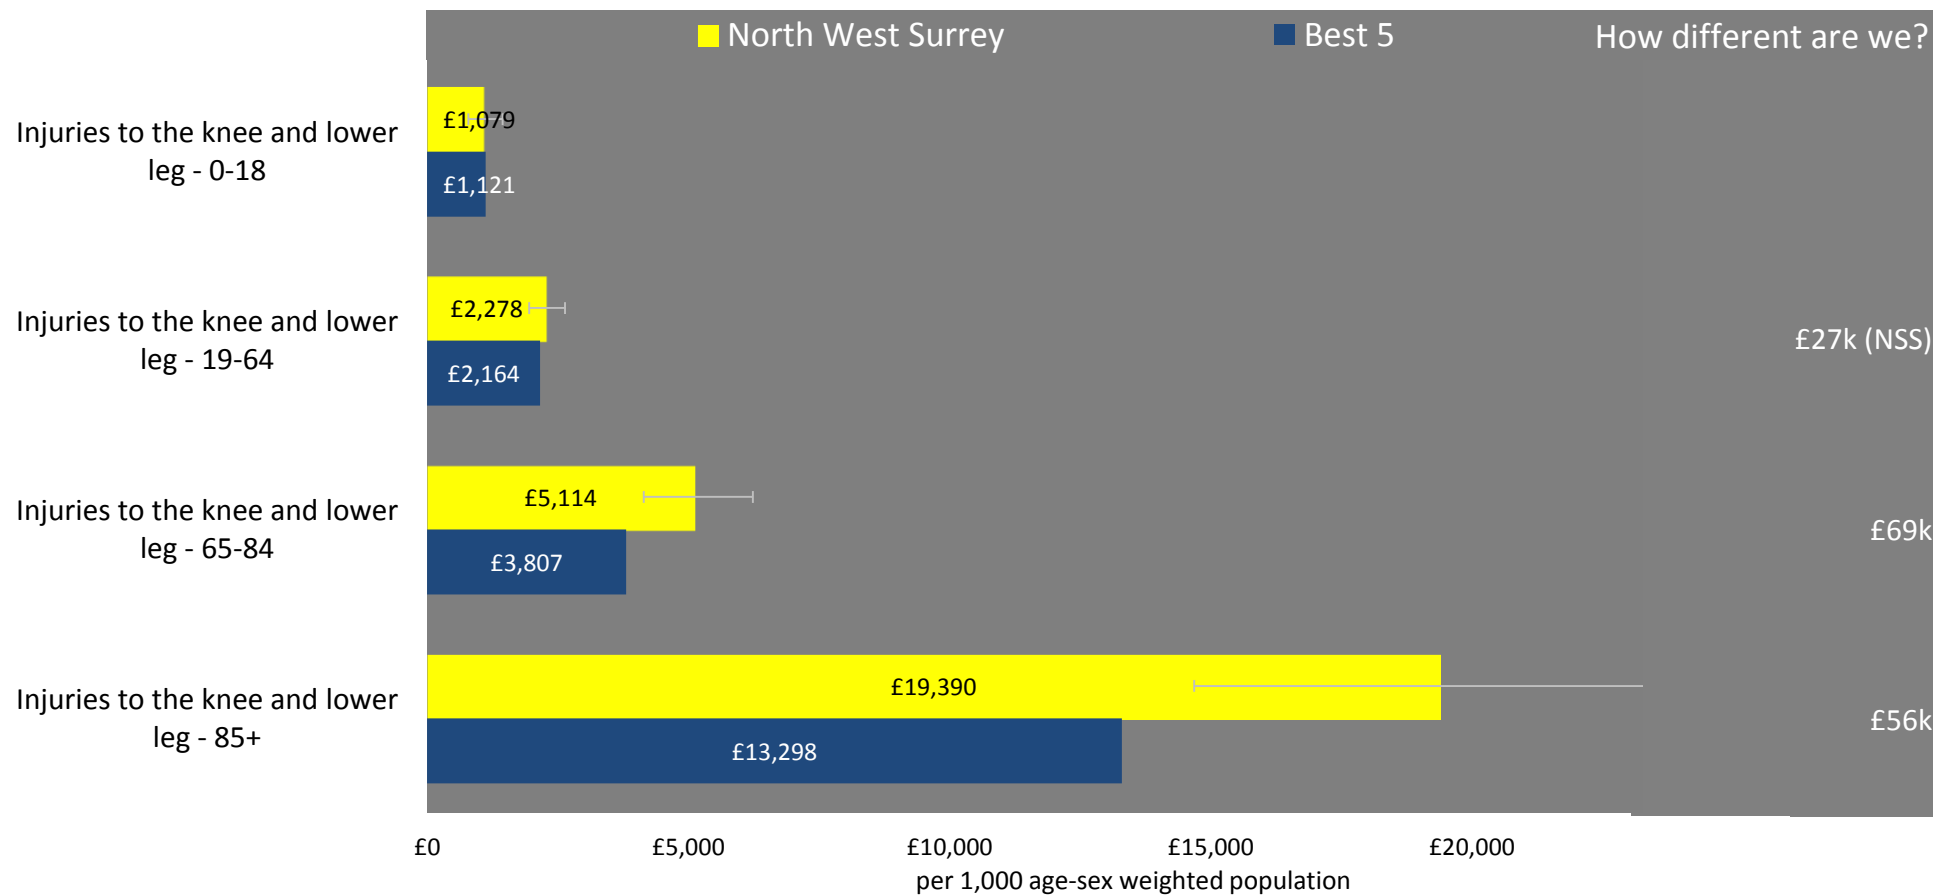 North West Surrey
Best 5
How different are we?
Injuries to the knee and lower
leg - 0-18
£1,079
£1,121
Injuries to the knee and lower
leg - 19-64
£2,278
£2,164
£27k (NSS)
Injuries to the knee and lower
leg - 65-84
£5,114
£3,807
£69k
Injuries to the knee and lower
leg - 85+
£19,390
£13,298
£56k
£0
£5,000
£10,000
£15,000
£20,000
per 1,000 age-sex weighted population